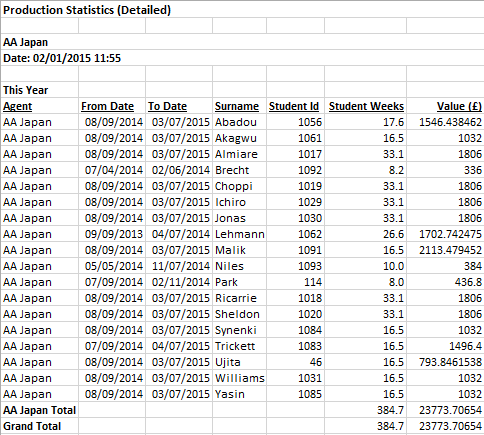 Production Statistics (Detailed)
AA Japan
Date: 02/01/2015 11:55
This Year
Agent From Date To Date Surname Student Id Student Weeks Value (£)
AA Japan 08/09/2014 03/07/2015 Abadou 1056 17.6 1546.438462
AA Japan 08/09/2014 03/07/2015 Akagwu 1061 16.5 1032
AA Japan 08/09/2014 03/07/2015 Almiare 1017 33.1 1806
AA Japan 07/04/2014 02/06/2014 Brecht 1092 8.2 336
AA Japan 08/09/2014 03/07/2015 Choppi 1019 33.1 1806
AA Japan 08/09/2014 03/07/2015 Ichiro 1029 33.1 1806
AA Japan 08/09/2014 03/07/2015 Jonas 1030 33.1 1806
AA Japan 09/09/2013 04/07/2014 Lehmann 1062 26.6 1702.742475
AA Japan 08/09/2014 03/07/2015 Malik 1091 16.5 2113.479452
AA Japan 05/05/2014 11/07/2014 Niles 1093 10.0 384
AA Japan 07/09/2014 02/11/2014 Park 114 8.0 436.8
AA Japan 08/09/2014 03/07/2015 Ricarrie 1018 33.1 1806
AA Japan 08/09/2014 03/07/2015 Sheldon 1020 33.1 1806
AA Japan 08/09/2014 03/07/2015 Synenki 1084 16.5 1032
AA Japan 07/09/2014 04/07/2015 Trickett 1083 16.5 1496.4
AA Japan 08/09/2014 03/07/2015 Ujita 46 16.5 793.8461538
AA Japan 08/09/2014 03/07/2015 Williams 1031 16.5 1032
AA Japan 08/09/2014 03/07/2015 Yasin 1085 16.5 1032
AA Japan Total 384.7 23773.70654
Grand Total 384.7 23773.70654